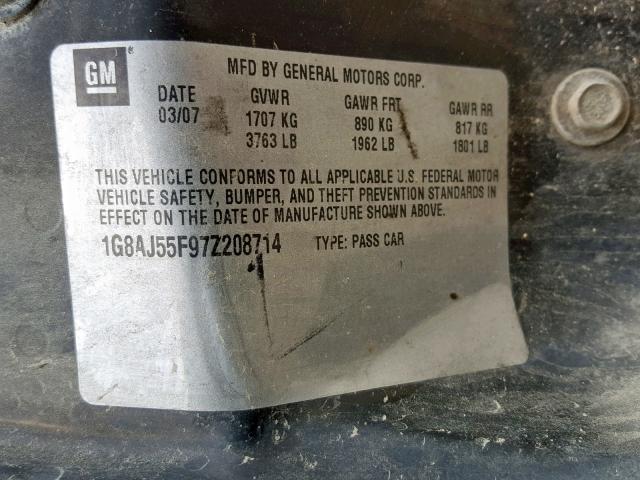 GM
MFD BY GENERAL MOTORS CORP.
DATE GVWR GAWR FRT GAWR RR
03/07 1707 KG 890 KG 817 KG
3763 LB 1962 LB 1801 LB
THIS VEHICLE CONFORMS TO ALL APPLICABLE U.S. FEDERAL MOTOR
VEHICLE SAFETY, BUMPER, AND THEFT PREVENTION STANDARDS IN
EFFECT ON THE DATE OF MANUFACTURE SHOWN ABOVE.
1G8AJ55F97Z208714 TYPE: PASS CAR